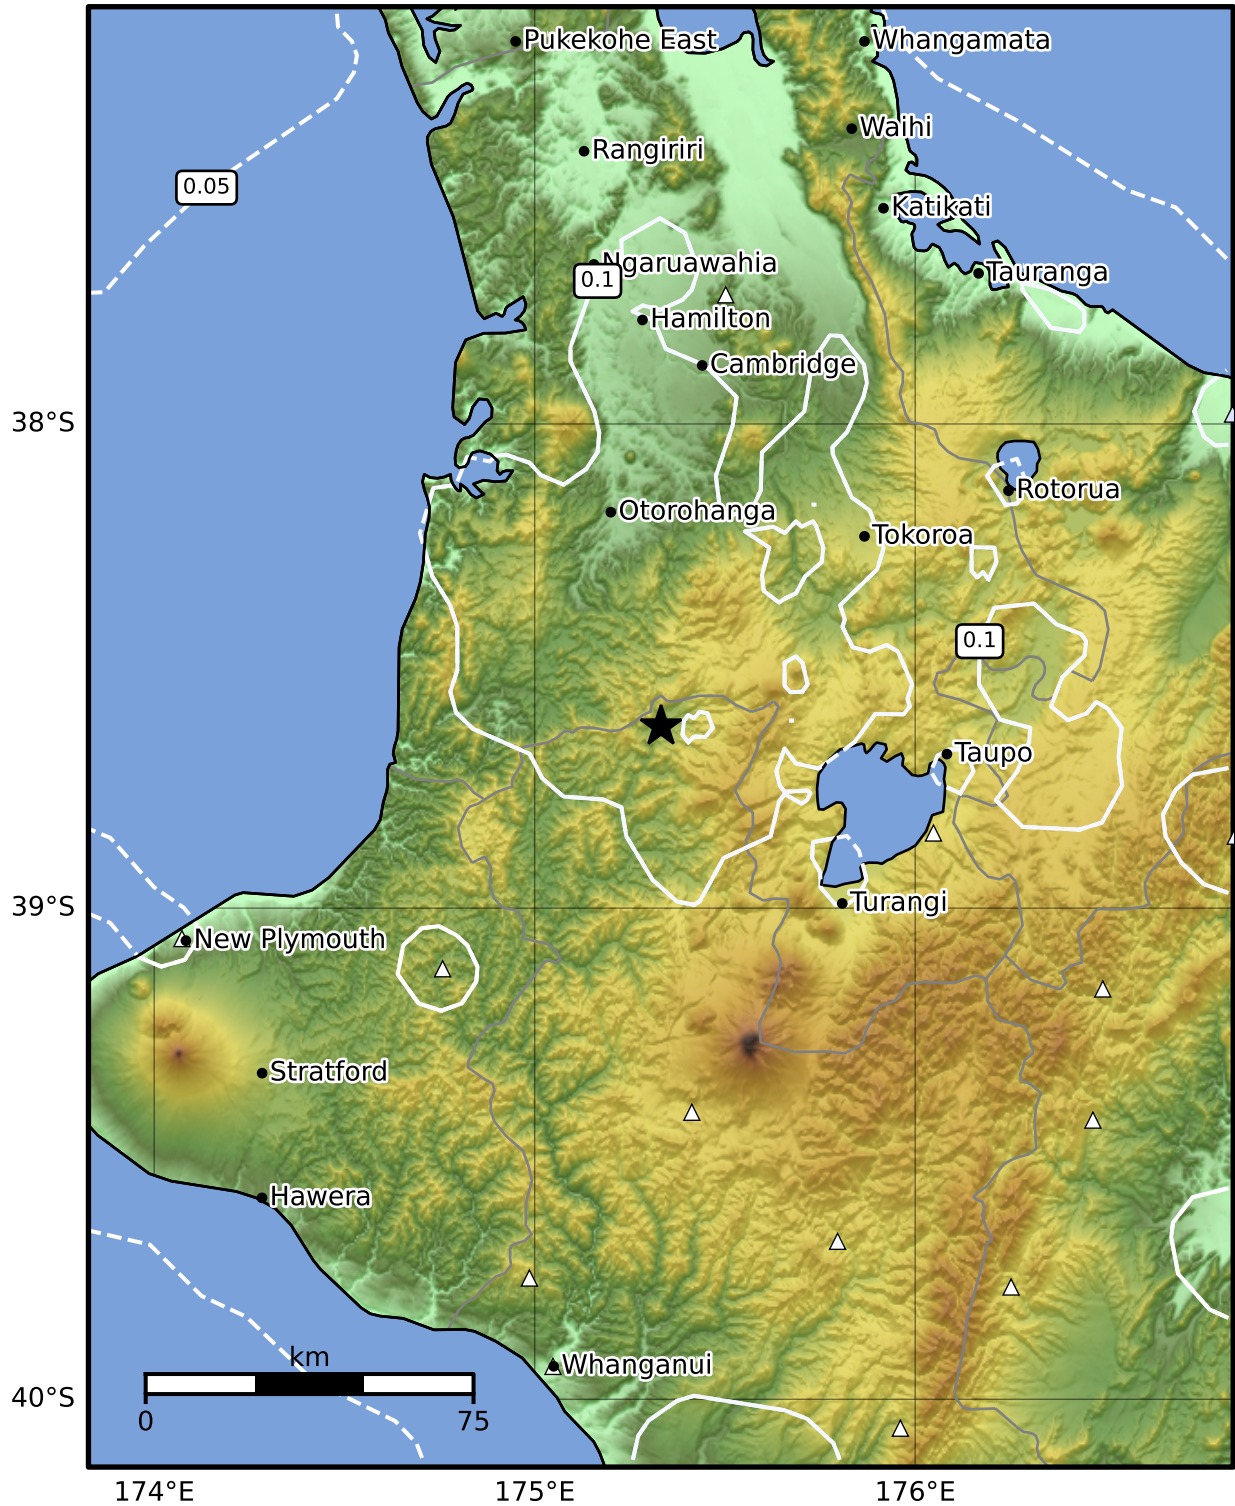 Pukekohe East
Whangamata
Waihi
Rangiriri
0.05
Katikati
Ngaruawahia
Tauranga
0.1
Hamilton
Cambridge
38°S
Rotorua
Otorohanga
Tokoroa
0.1
Taupo
39°S
Turangi
New Plymouth
Stratford
Hawera
km
Whanganui
40°S
0
75
174°E
175°E
176°E